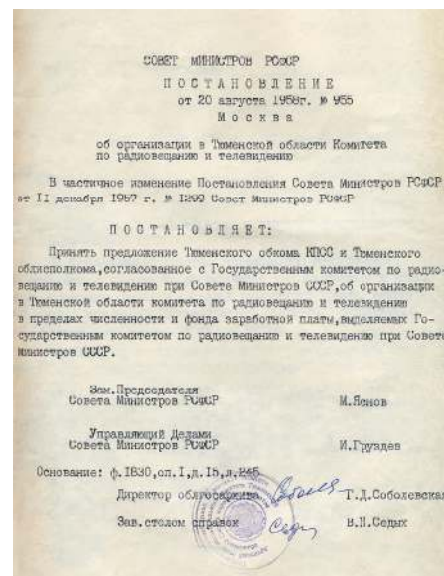 СОВЕТ МИНИСТРОВ РСФСР
ПОСТАНОВЛЕНИЕ
от 20 августа 1958г. № 955
Москва
об организации в Тюменской области Комитета
по радиовещанию и телевидению
В частичное изменение Постановления Совета Министров РСФСР
от 11 декабря 1957 г. № 1299 Совет Министров РСФСР
ПОСТАНОВЛЯЕТ:
Принять предложение Тюменского обкома КПСС и Тюменского
облисполкома,согласованное с Государственным комитетом по радио-
вещанию и телевидению при Совете Министров СССР,об организации
в Тюменской области комитета по радиовещанию и телевидению
в пределах численности и фонда заработной платы,выделяемых Го-
сударственным комитетом по радиовещанию и телевидению при Совете
Министров СССР.
Зам.Председателя
Совета Министров РСФСР М.Яснов
Управляющий Делами
Совета Министров РСФСР И.Груздев
Основание: ф.1830,оп.1,д.15,л.245
Директор облгосархива Т.Д.Соболевская
Зав.столом справок В.П.Седых